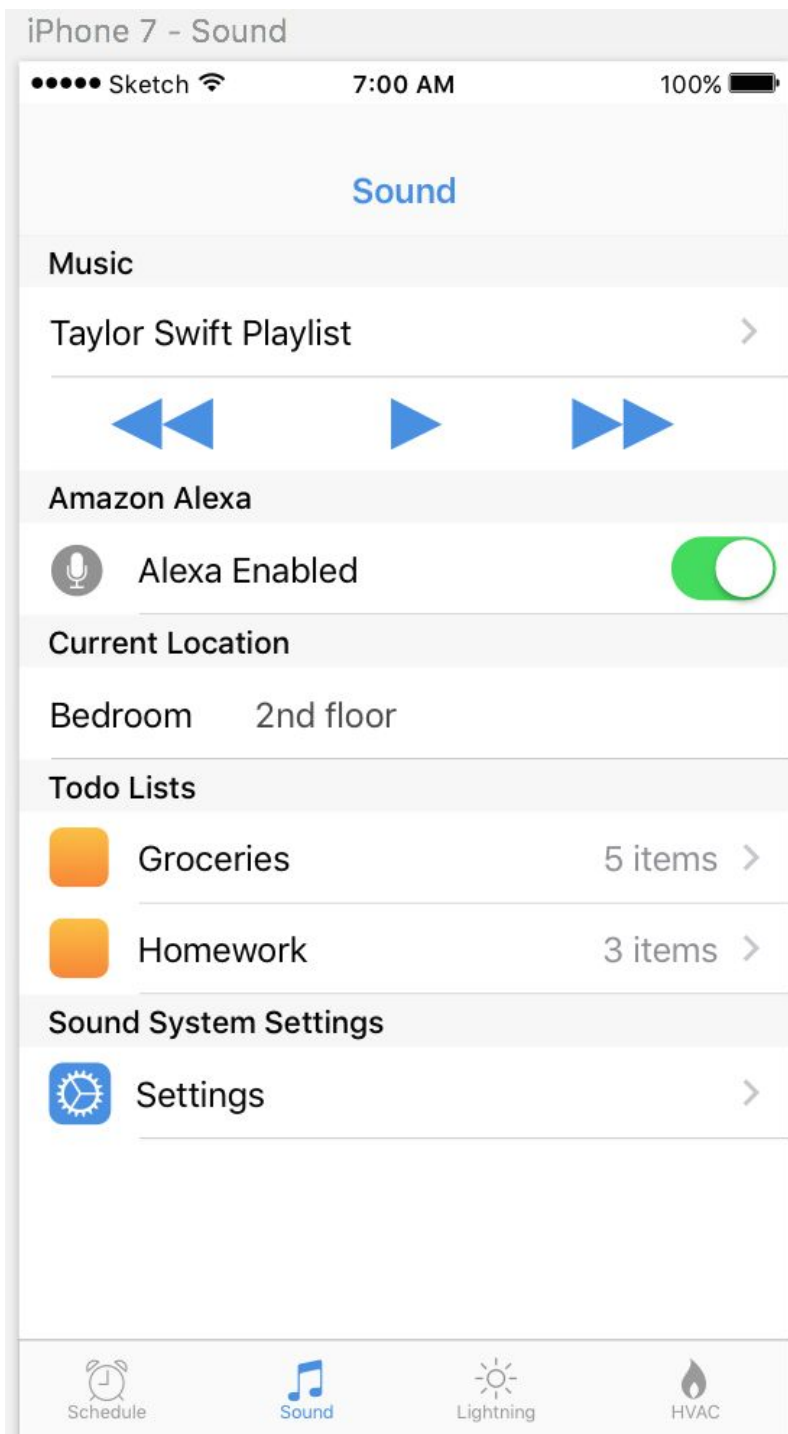 iPhone 7 - Sound
Sketch 7:00 AM 100%
Sound
Music
Taylor Swift Playlist
Amazon Alexa
Alexa Enabled
Current Location
Bedroom 2nd floor
Todo Lists
Groceries 5 items
Homework 3 items
Sound System Settings
Settings
Schedule Sound Lightning HVAC